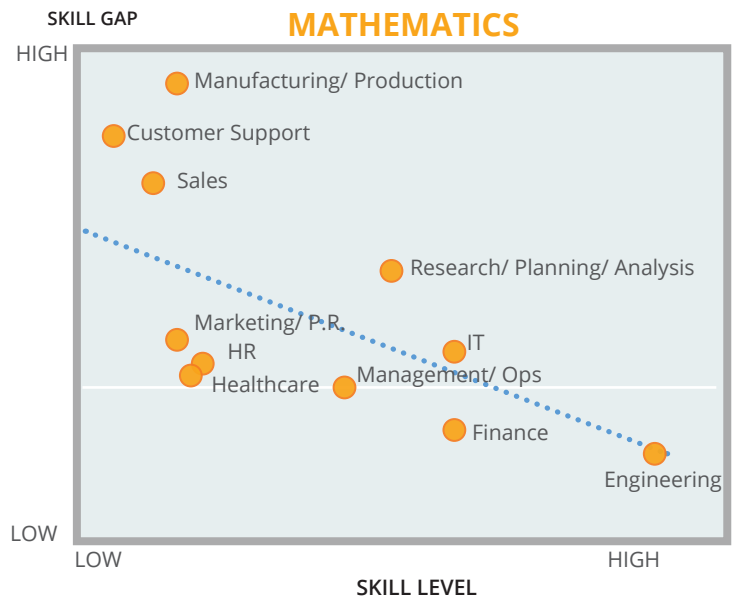 SKILL GAP
MATHEMATICS
HIGH
Manufacturing/ Production
Customer Support
Sales
Research/ Planning/ Analysis
Marketing/ P.R.
IT
HR
Management/ Ops
Healthcare
Finance
Engineering
LOW
LOW
HIGH
SKILL LEVEL